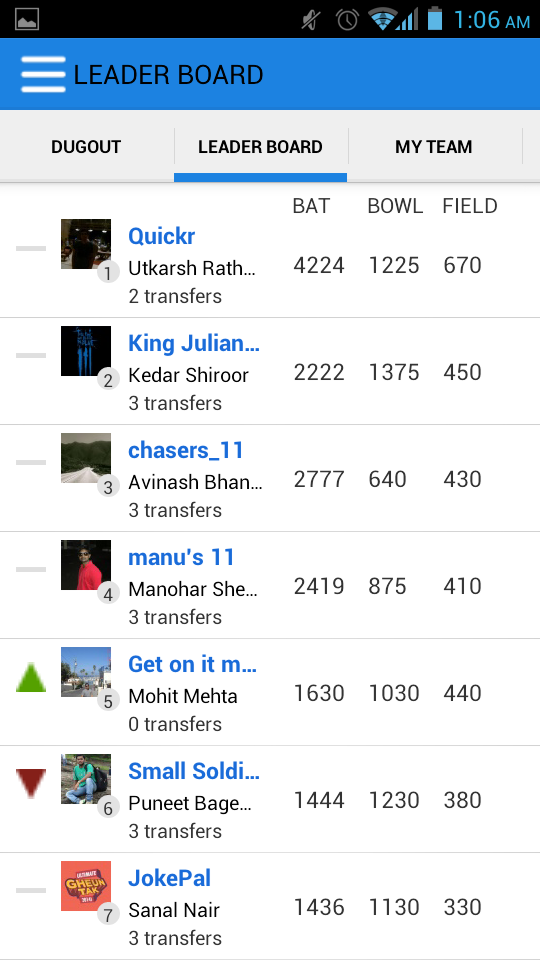 1:06 AM
LEADER BOARD
DUGOUT LEADER BOARD MY TEAM
BAT BOWL FIELD
Quickr
1 Utkarsh Rath... 4224 1225 670
2 transfers
King Julian...
2 Kedar Shiroor 2222 1375 450
3 transfers
chasers_11
3 Avinash Bhan... 2777 640 430
3 transfers
manu's 11
4 Manohar She... 2419 875 410
3 transfers
Get on it m...
5 Mohit Mehta 1630 1030 440
0 transfers
Small Soldi...
6 Puneet Bage... 1444 1230 380
3 transfers
JokePal
ULTIMATE
GHEUN
TAK
7 Sanal Nair 1436 1130 330
3 transfers